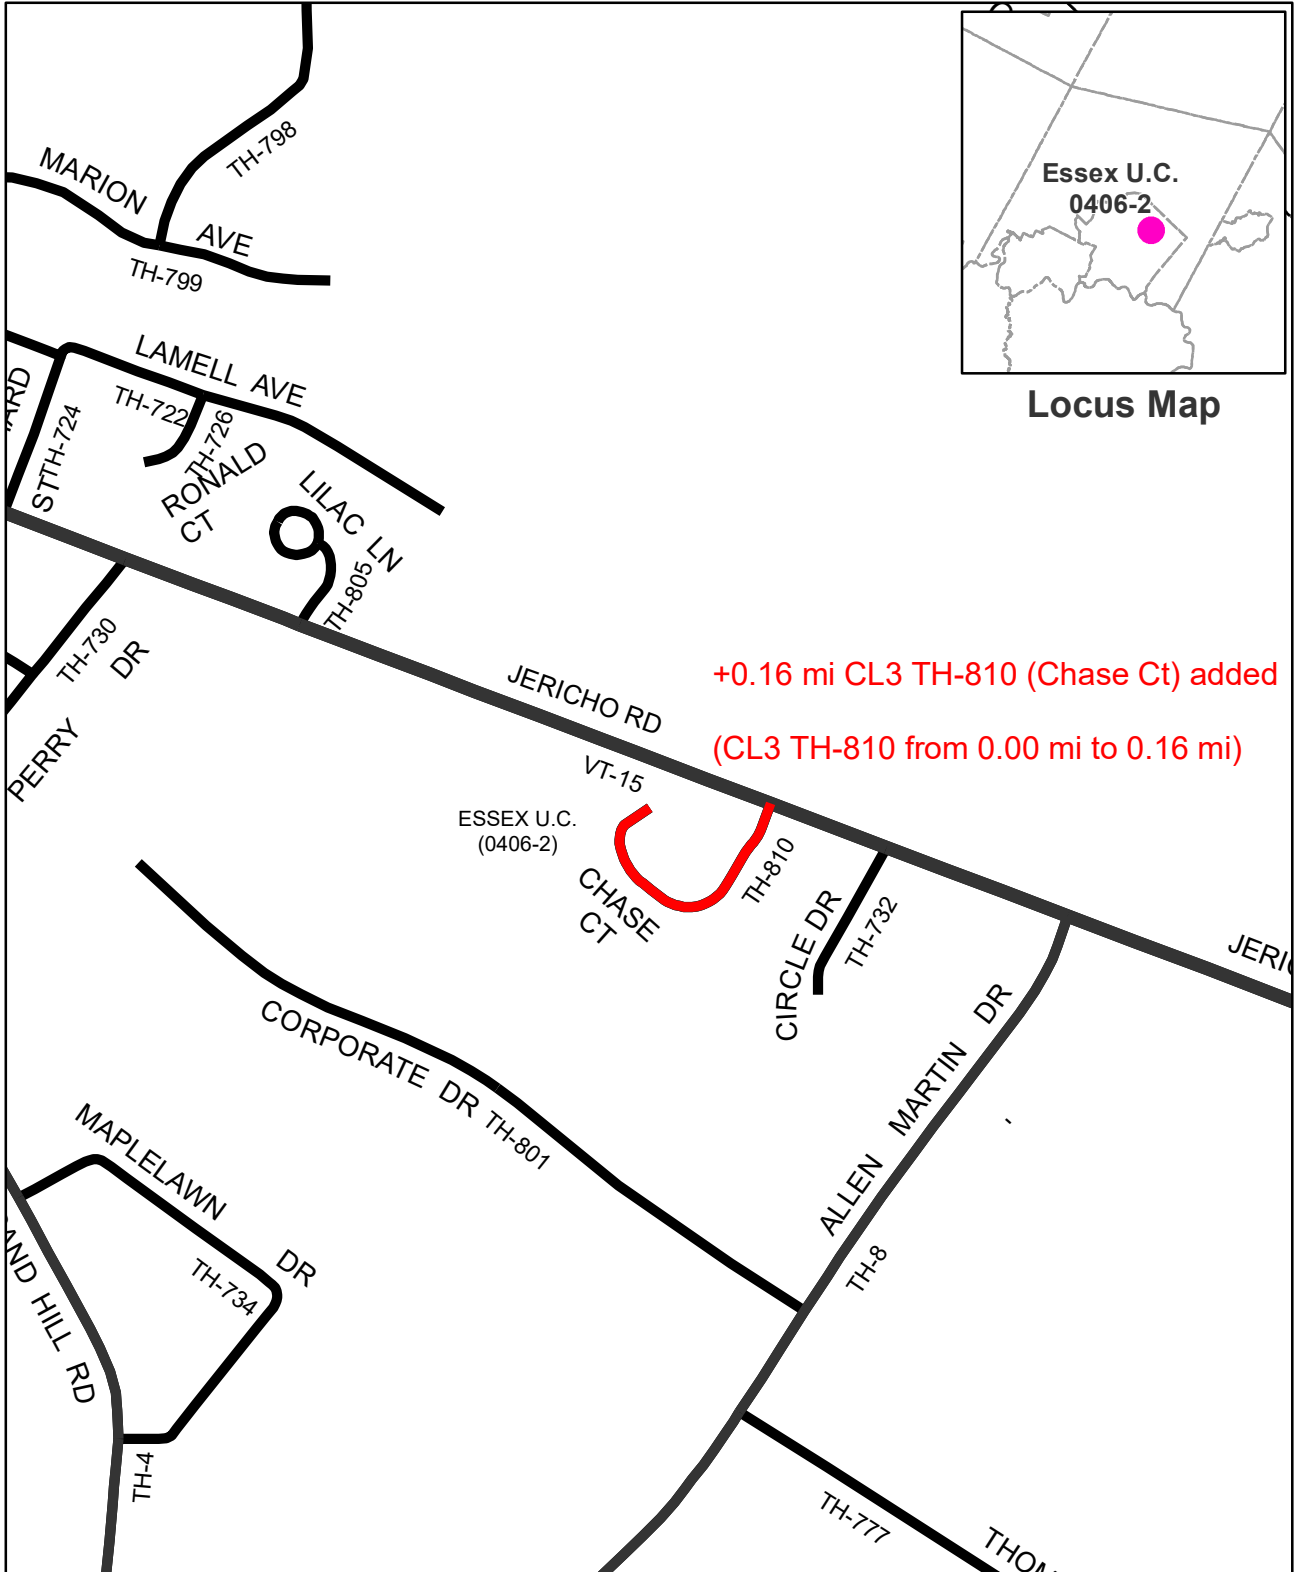 TH-798
MARION
AVE
TH-799
Essex U.C.
0406-2
Locus Map
LAMELL AVE
TH-722
TH-726
ST
TH-724
RONALD
CT
LILAC LN
TH-805
TH-730
DR
PERRY
JERICHO RD
+0.16 mi CL3 TH-810 (Chase Ct) added
(CL3 TH-810 from 0.00 mi to 0.16 mi)
VT-15
ESSEX U.C.
(0406-2)
CHASE
CT
TH-810
CIRCLE DR
TH-732
CORPORATE DR
TH-801
ALLEN MARTIN DR
TH-8
MAPLELAWN
DR
TH-734
HILL RD
TH-4
TH-777